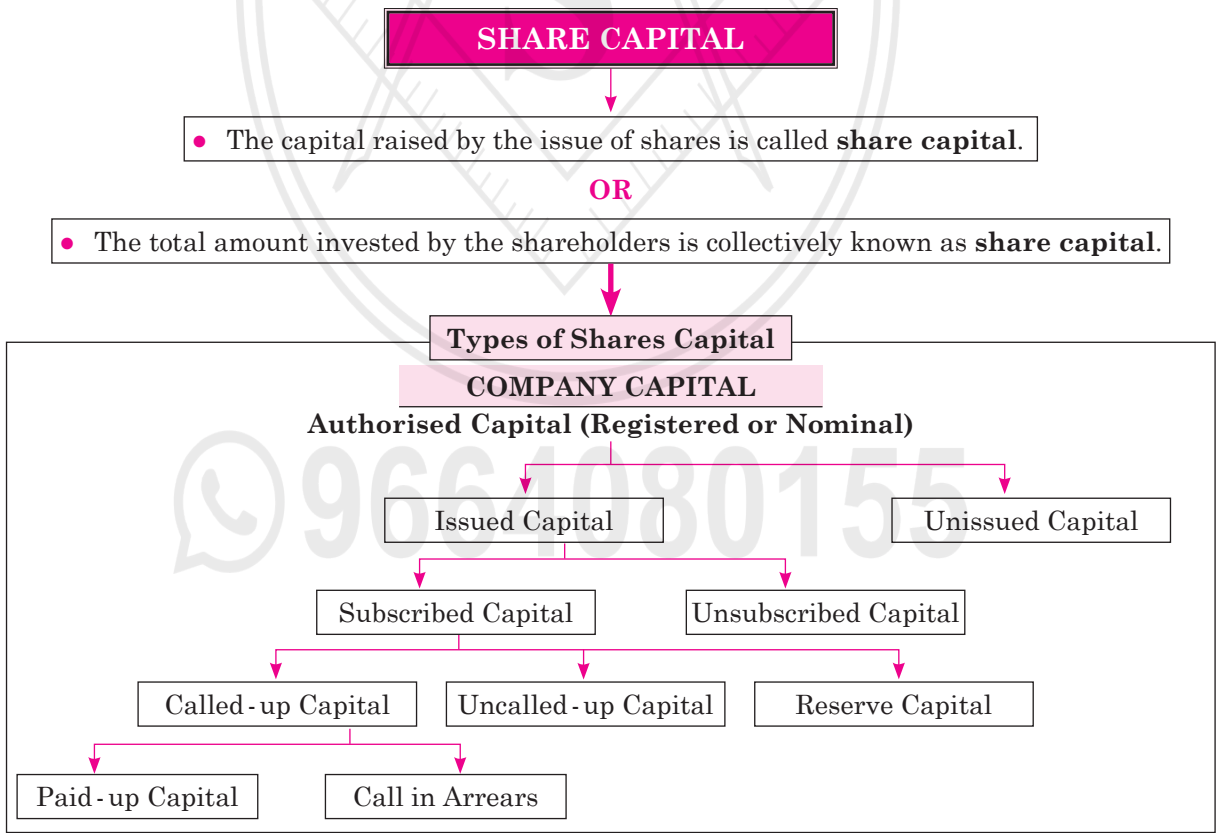 SHARE CAPITAL
• The capital raised by the issue of shares is called share capital.
OR
• The total amount invested by the shareholders is collectively known as share capital.
Types of Shares Capital
COMPANY CAPITAL
Authorised Capital (Registered or Nominal)
9664080155
Issued Capital
Unissued Capital
Subscribed Capital
Unsubscribed Capital
Called-up Capital
Uncalled-up Capital
Reserve Capital
Paid-up Capital
Call in Arrears